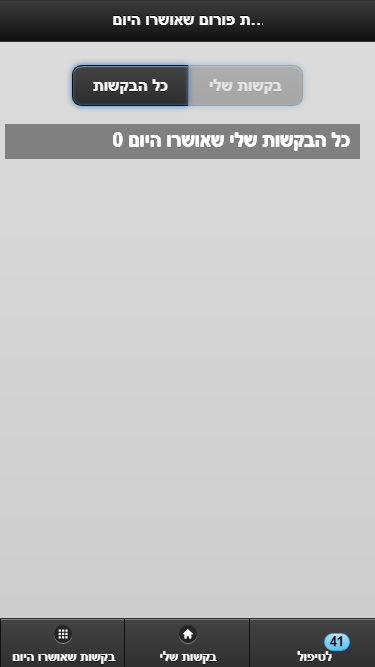 ת פורום שאושרו היום...
בקשות שלי
כל הבקשות
כל הבקשות שלי שאושרו היום 0
41
לטיפול
בקשות שלי
בקשות שאושרו היום